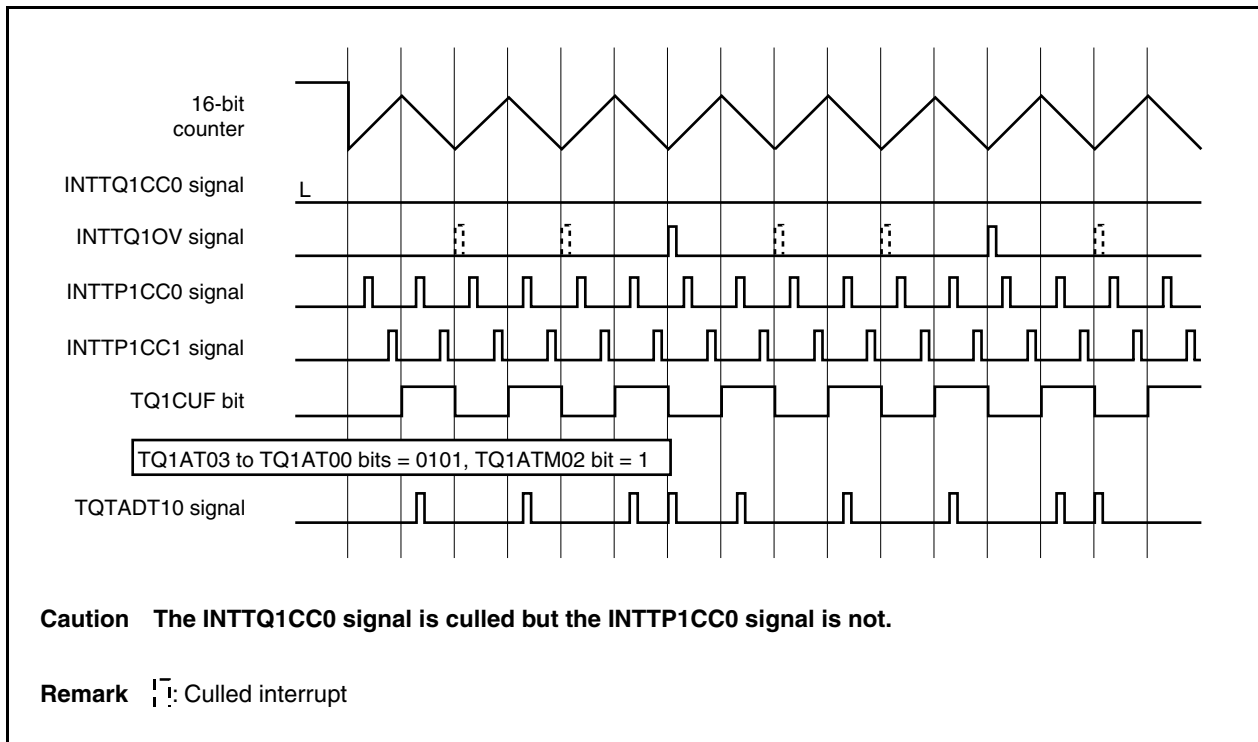 16-bit
counter
INTTQ1CC0 signal
L
INTTQ1OV signal
INTTP1CC0 signal
INTTP1CC1 signal
TQ1CUF bit
TQ1AT03 to TQ1AT00 bits = 0101, TQ1ATM02 bit = 1
TQTADT10 signal
Caution The INTTQ1CC0 signal is culled but the INTTP1CC0 signal is not.
Remark : Culled interrupt